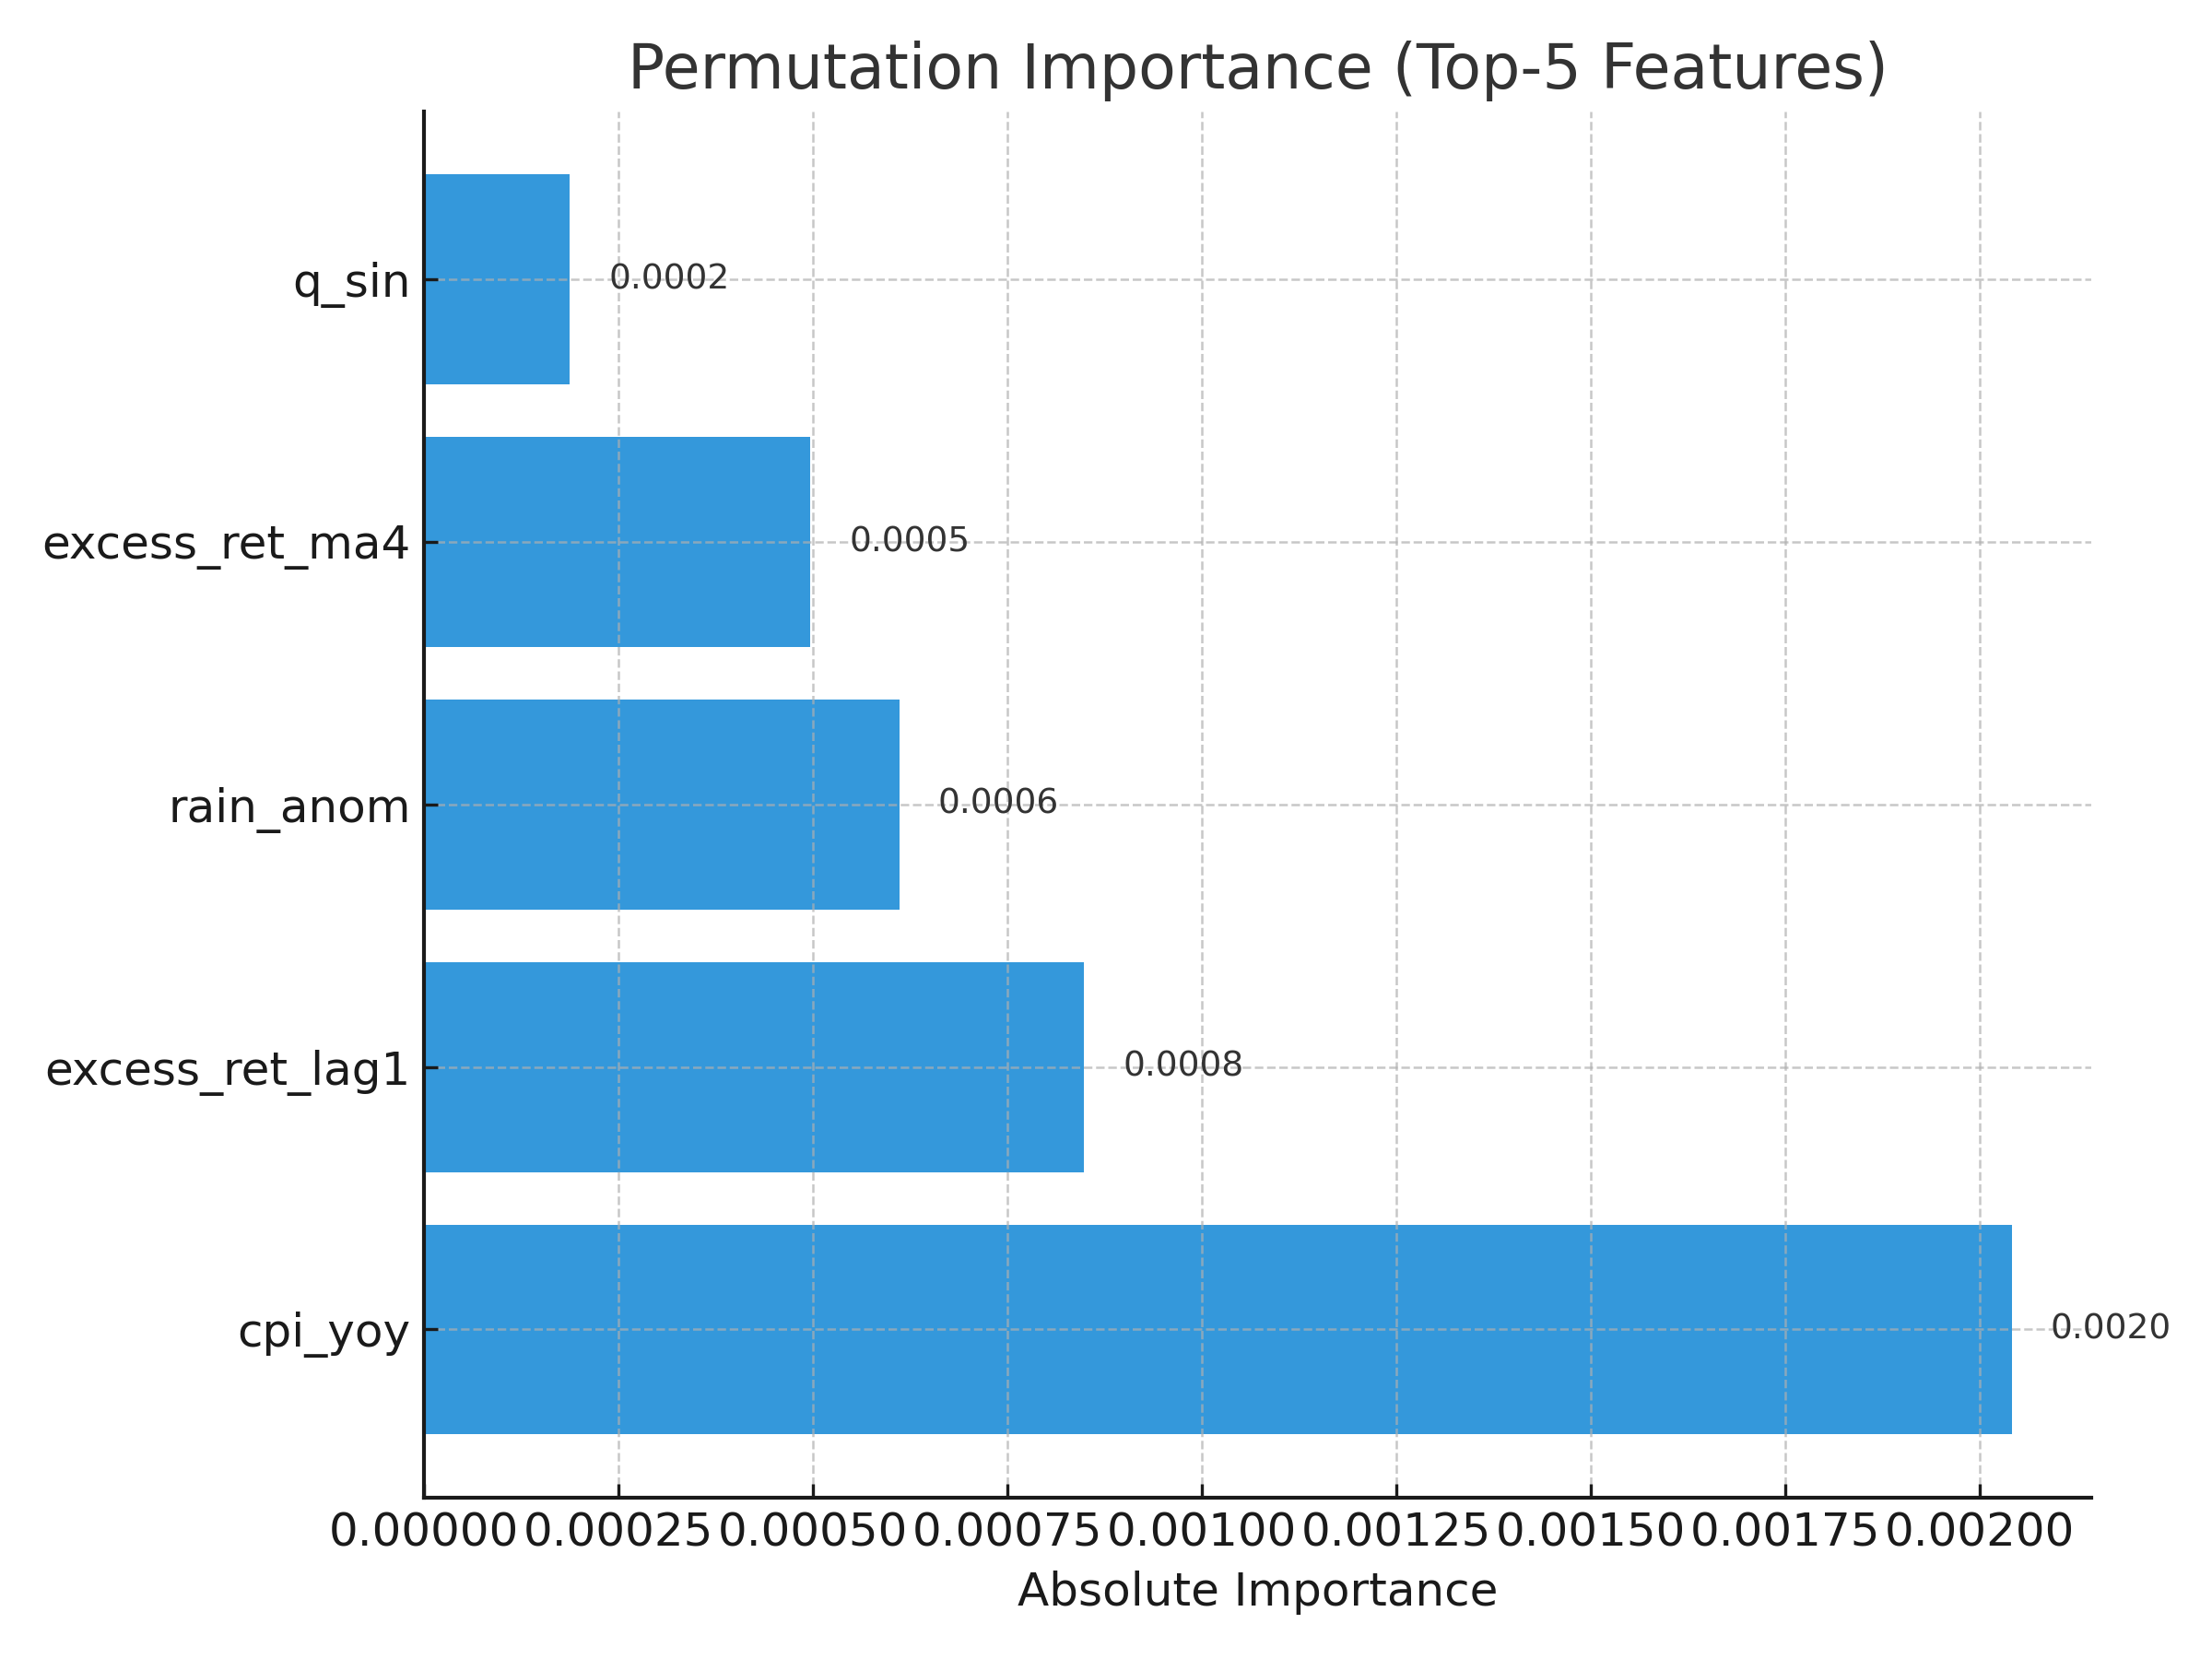 Permutation Importance (Top-5 Features)
q_sin
0.0002
excess_ret_ma4
0.0005
rain_anom
0.0006
excess_ret_lag1
0.0008
cpi_yoy
0.0020
0.00000 0.00025 0.00050 0.00075 0.00100 0.00125 0.00150 0.00175 0.00200
Absolute Importance